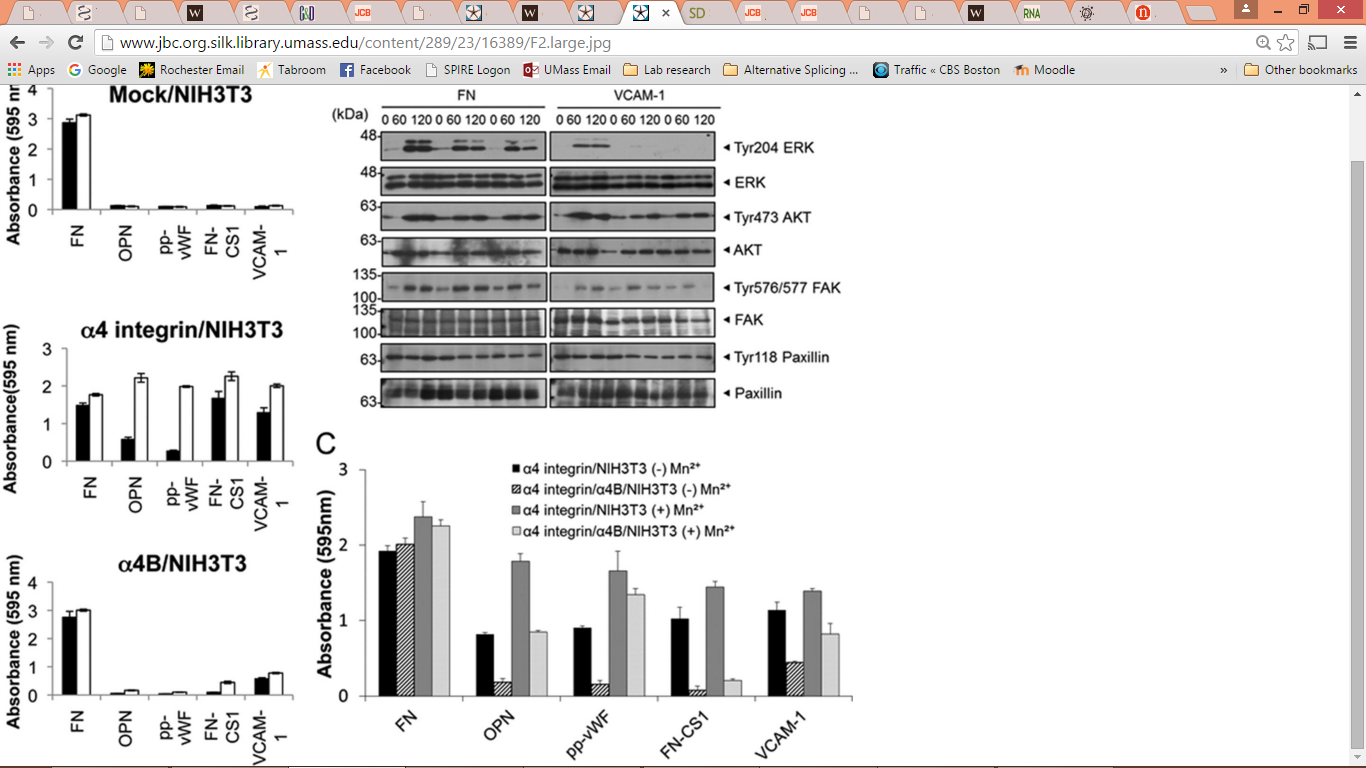 W
GSD
JCB
W
SD
JCB
JCB
W
RNA
n
www.jbc.org.silk.library.umass.edu/content/289/23/16389/F2.large.jpg
Apps Google Rochester Email Tabroom Facebook SPIRE Logon UMass Email Lab research Alternative Splicing ... Traffic « CBS Boston Moodle » Other bookmarks
Mock/NIH3T3
Absorbance (595 nm)
4
3
2
1
0
FN
OPN
pp-vWF
FN-CS1
VCAM-1
α4 integrin/NIH3T3
Absorbance(595 nm)
3
2
1
0
FN
OPN
pp-vWF
FN-CS1
VCAM-1
α4B/NIH3T3
Absorbance (595 nm)
4
3
2
1
0
FN
OPN
pp-vWF
FN-CS1
VCAM-1
FN VCAM-1
(kDa) 0 60 120 0 60 120 0 60 120 0 60 120 0 60 120 0 60 120
48- Tyr204 ERK
48- ERK
63- Tyr473 AKT
63- AKT
135-
100- Tyr576/577 FAK
135-
100- FAK
63- Tyr118 Paxillin
63- Paxillin
C
α4 integrin/NIH3T3 (-) Mn²⁺
α4 integrin/α4B/NIH3T3 (-) Mn²⁺
α4 integrin/NIH3T3 (+) Mn²⁺
α4 integrin/α4B/NIH3T3 (+) Mn²⁺
Absorbance (595nm)
3
2
1
0
FN
OPN
pp-vWF
FN-CS1
VCAM-1